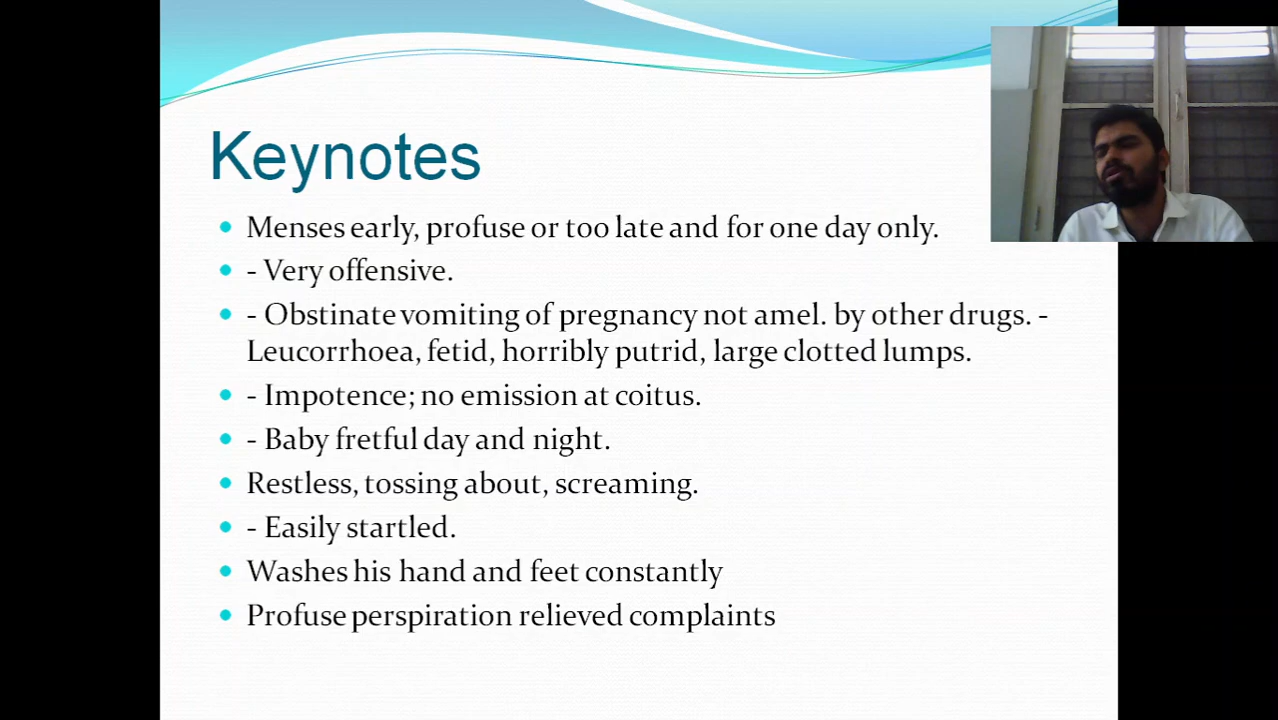 Keynotes
Menses early, profuse or too late and for one day only.
- Very offensive.
- Obstinate vomiting of pregnancy not amel. by other drugs. -
Leucorrhoea, fetid, horribly putrid, large clotted lumps.
- Impotence; no emission at coitus.
- Baby fretful day and night.
Restless, tossing about, screaming.
- Easily startled.
Washes his hand and feet constantly
Profuse perspiration relieved complaints